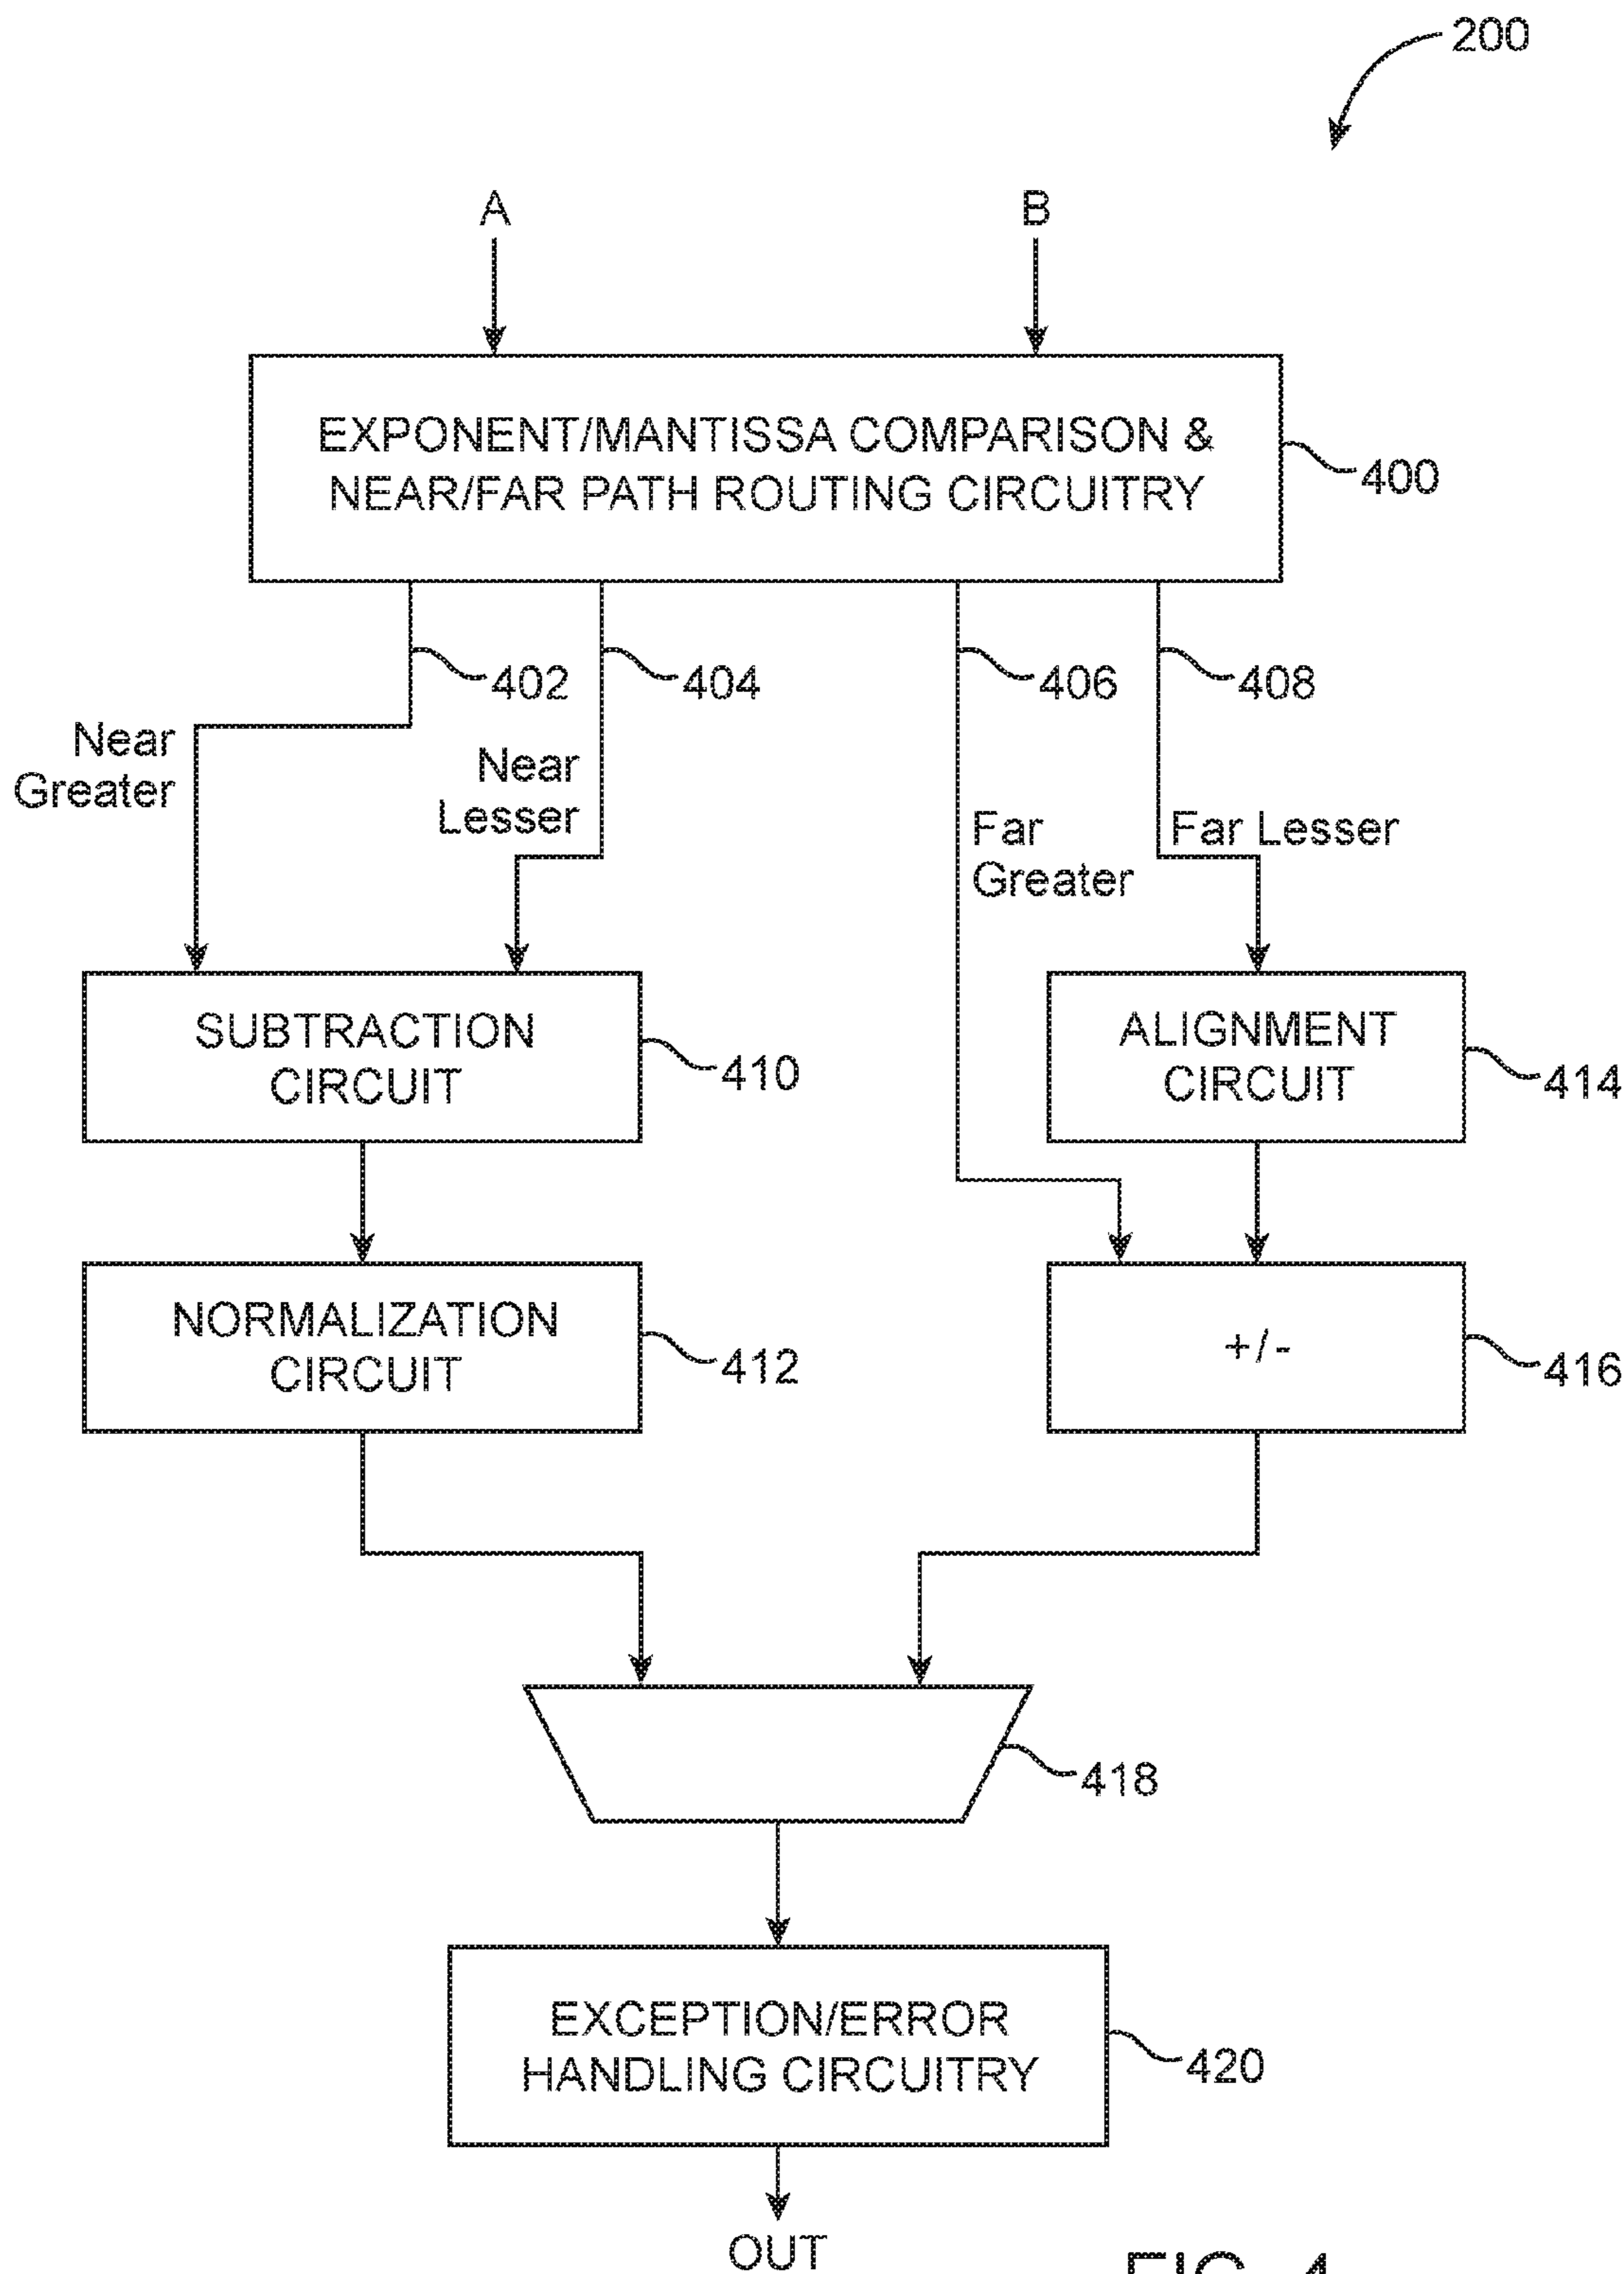 200
A
B
EXPONENT/MANTISSA COMPARISON &
NEAR/FAR PATH ROUTING CIRCUITRY
400
402
404
406
408
Near
Greater
Near
Lesser
Far
Greater
Far Lesser
SUBTRACTION
CIRCUIT
410
ALIGNMENT
CIRCUIT
414
NORMALIZATION
CIRCUIT
412
+/-
416
418
EXCEPTION/ERROR
HANDLING CIRCUITRY
420
OUT
FIG. 4